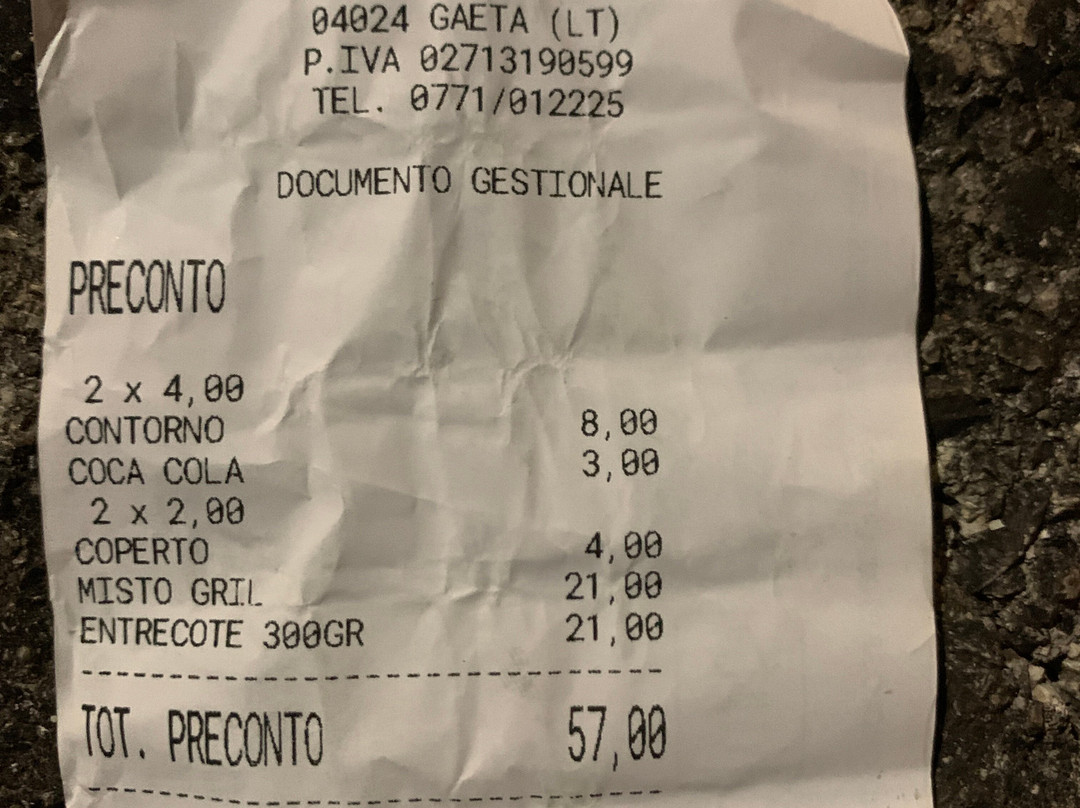 04024 GAETA (LT)
P.IVA 02713190599
TEL. 0771/012225
DOCUMENTO GESTIONALE
PRECONTO
2 x 4,00
CONTORNO 8,00
COCA COLA 3,00
2 x 2,00
COPERTO 4,00
MISTO GRIL 21,00
ENTRECOTE 300GR 21,00
TOT. PRECONTO 57,00